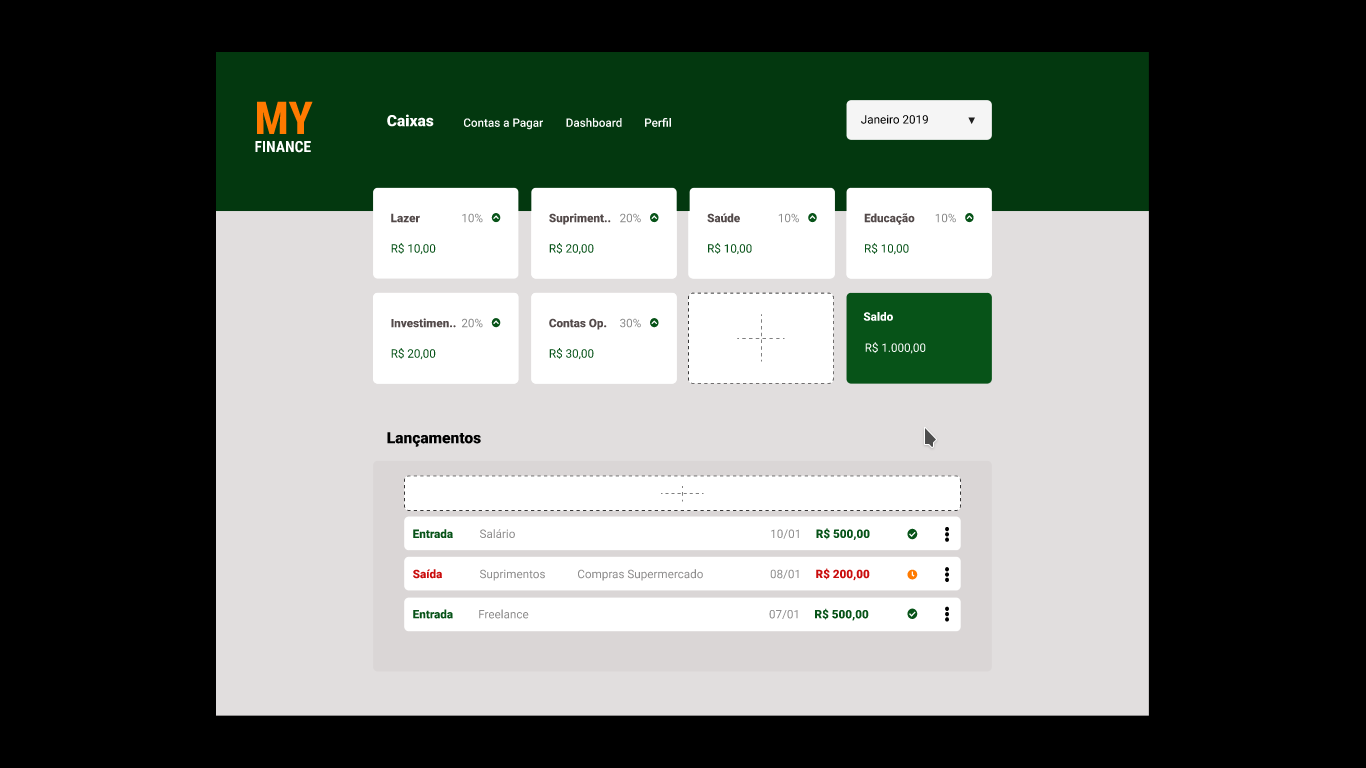 MY
FINANCE
Caixas Contas a Pagar Dashboard Perfil
Janeiro 2019
Lazer 10%
R$ 10,00
Supriment.. 20%
R$ 20,00
Saúde 10%
R$ 10,00
Educação 10%
R$ 10,00
Investimen.. 20%
R$ 20,00
Contas Op. 30%
R$ 30,00
Saldo
R$ 1.000,00
Lançamentos
Entrada Salário 10/01 R$ 500,00
Saída Suprimentos Compras Supermercado 08/01 R$ 200,00
Entrada Freelance 07/01 R$ 500,00